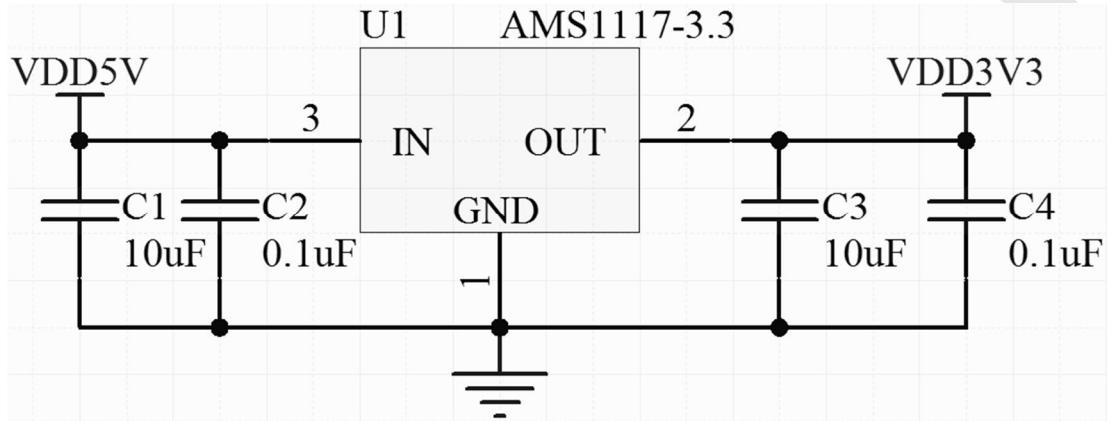 U1 AMS1117-3.3
VDD5V VDD3V3
3 2
IN OUT
C1 C2 GND C3 C4
10uF 0.1uF 10uF 0.1uF
1